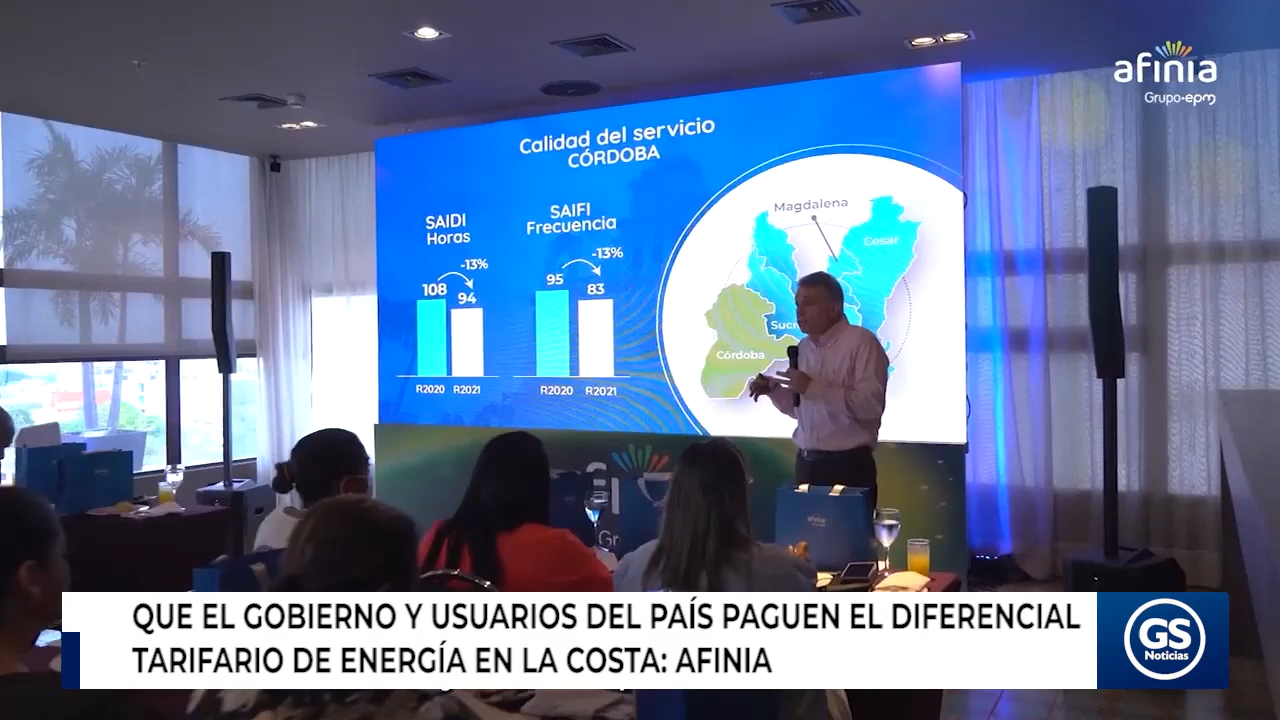 afinia
Grupo·epm
Calidad del servicio
CÓRDOBA
SAIDI
Horas
-13%
108
94
R2020
R2021
SAIFI
Frecuencia
-13%
95
83
R2020
R2021
Magdalena
Cesar
Córdoba
afinia
QUE EL GOBIERNO Y USUARIOS DEL PAÍS PAGUEN EL DIFERENCIAL
TARIFARIO DE ENERGÍA EN LA COSTA: AFINIA
GS
Noticias